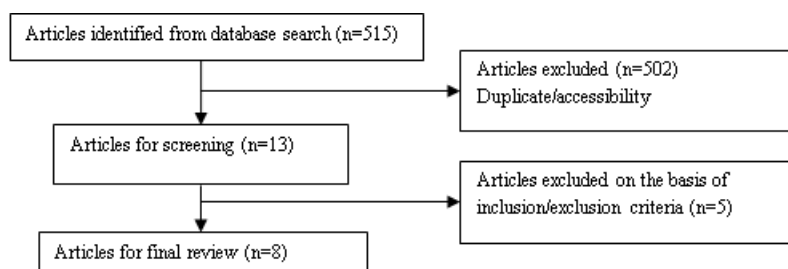 Articles identified from database search (n=515)
Articles excluded (n=502)
Duplicate/accessibility
Articles for screening (n=13)
Articles excluded on the basis of
inclusion/exclusion criteria (n=5)
Articles for final review (n=8)